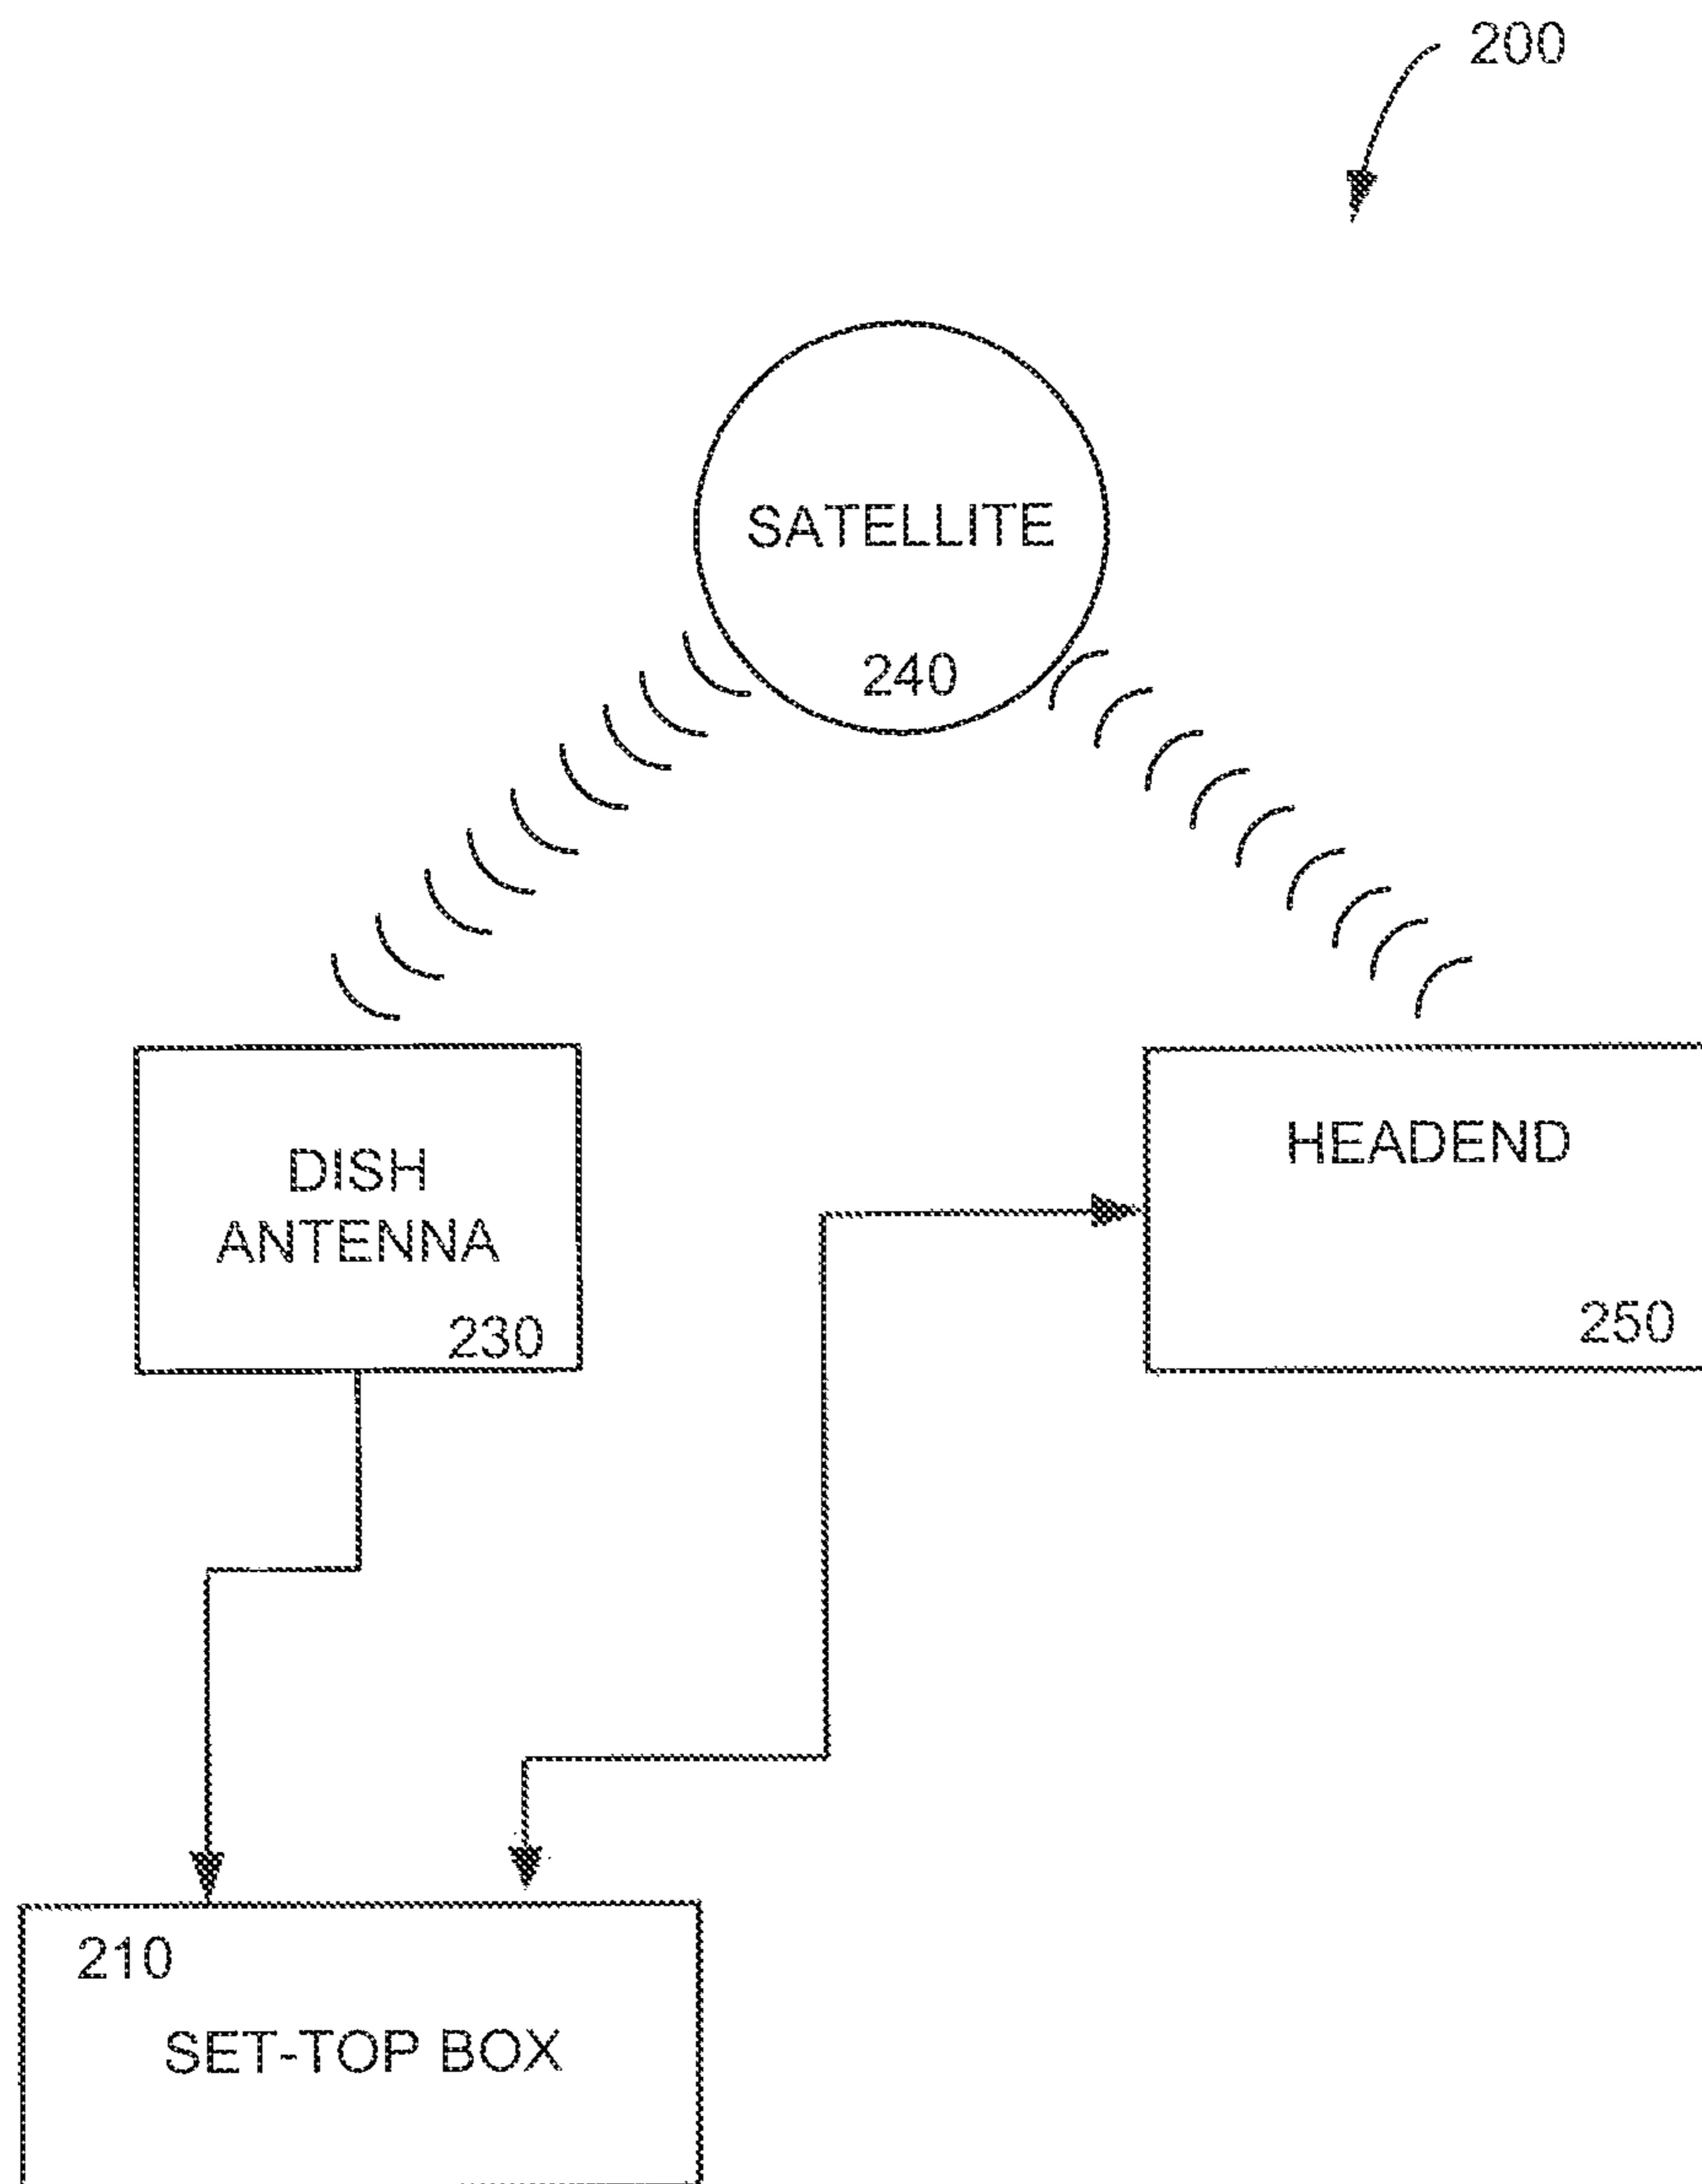 200
SATELLITE
240
DISH
ANTENNA
230
HEADEND
250
210
SET-TOP BOX